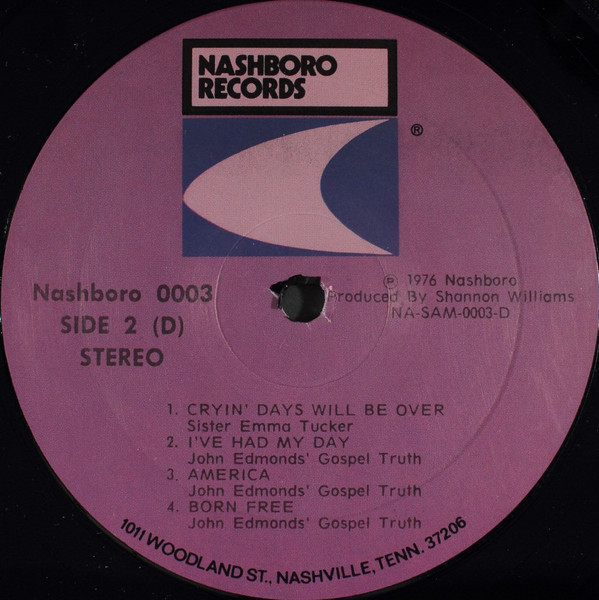 NASHBORO
RECORDS
®
Nashboro 0003
SIDE 2 (D)
STEREO
℗ 1976 Nashboro
Produced By Shannon Williams
NA-SAM-0003-D
1. CRYIN' DAYS WILL BE OVER
Sister Emma Tucker
2. I'VE HAD MY DAY
John Edmonds' Gospel Truth
3. AMERICA
John Edmonds' Gospel Truth
4. BORN FREE
John Edmonds' Gospel Truth
1011 WOODLAND ST., NASHVILLE, TENN. 37206